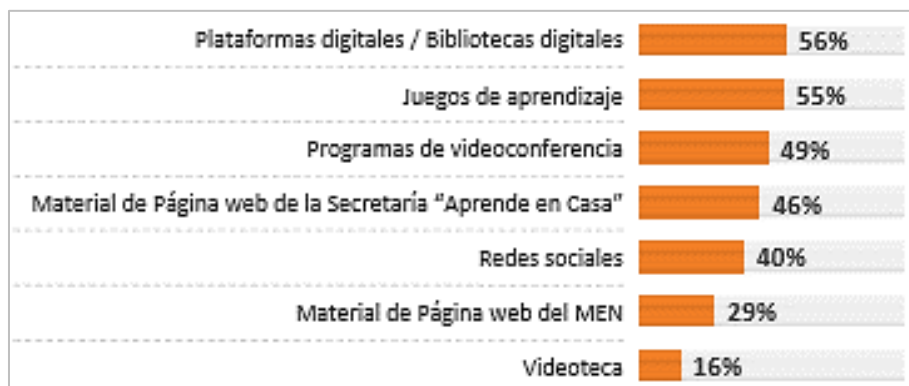 Plataformas digitales / Bibliotecas digitales 56%
Juegos de aprendizaje 55%
Programas de videoconferencia 49%
Material de Página web de la Secretaría “Aprende en Casa” 46%
Redes sociales 40%
Material de Página web del MEN 29%
Videoteca 16%